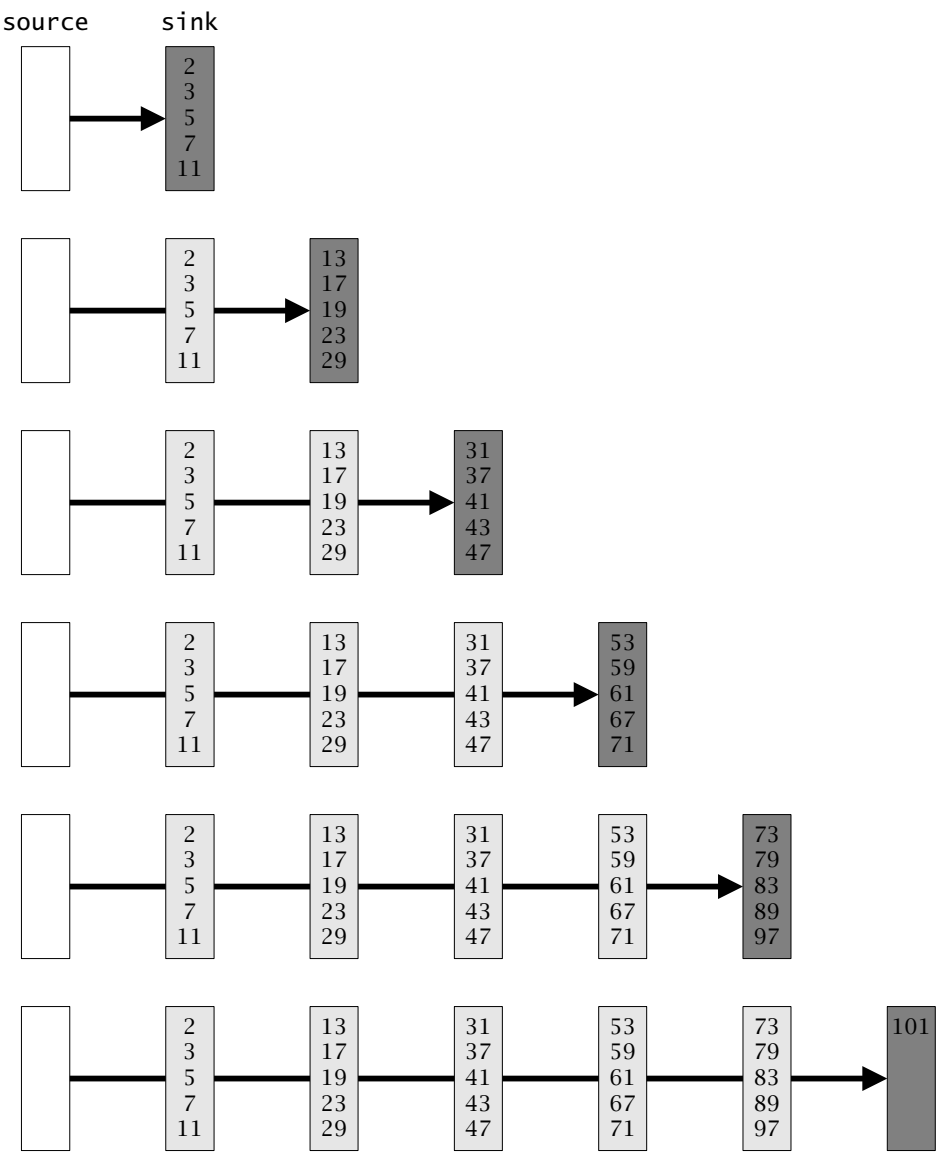 source sink
2
3
5
7
11
2 13
3 17
5 19
7 23
11 29
2 13 31
3 17 37
5 19 41
7 23 43
11 29 47
2 13 31 53
3 17 37 59
5 19 41 61
7 23 43 67
11 29 47 71
2 13 31 53 73
3 17 37 59 79
5 19 41 61 83
7 23 43 67 89
11 29 47 71 97
2 13 31 53 73 101
3 17 37 59 79
5 19 41 61 83
7 23 43 67 89
11 29 47 71 97